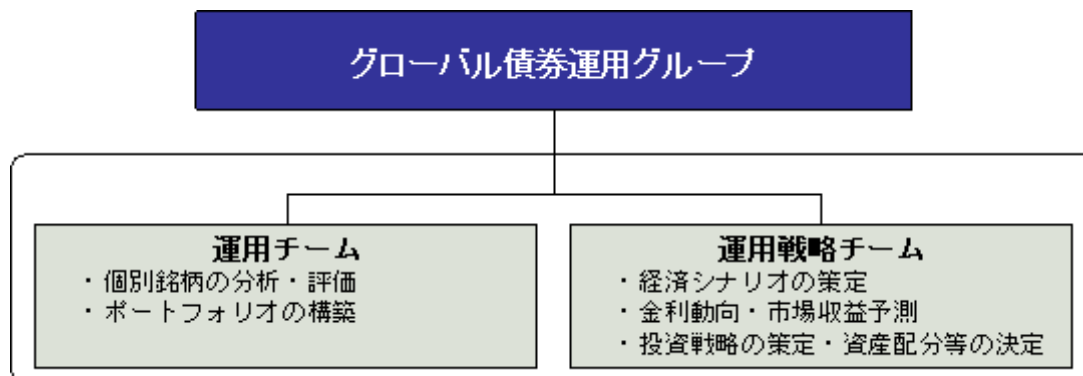 グローバル債券運用グループ
運用チーム
・個別銘柄の分析・評価
・ポートフォリオの構築
運用戦略チーム
・経済シナリオの策定
・金利動向・市場収益予測
・投資戦略の策定・資産配分等の決定